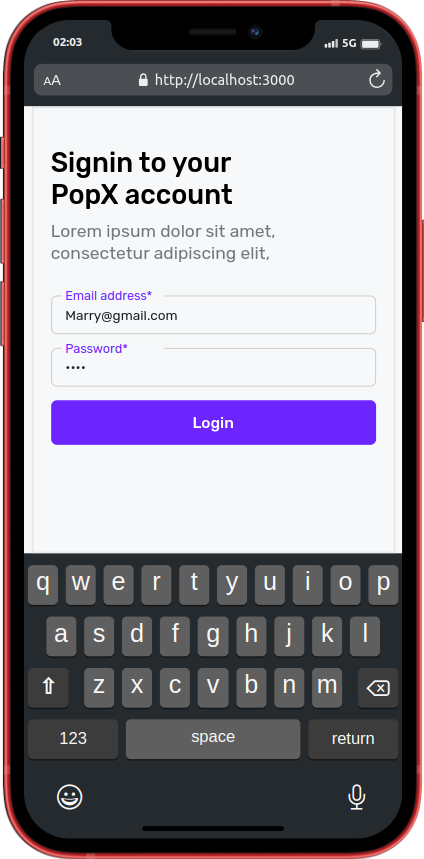 02:03
5G
AA
http://localhost:3000
Signin to your
PopX account
Lorem ipsum dolor sit amet,
consectetur adipiscing elit,
Email address*
Marry@gmail.com
Password*
••••
Login
q w e r t y u i o p
a s d f g h j k l
z x c v b n m
123 space return